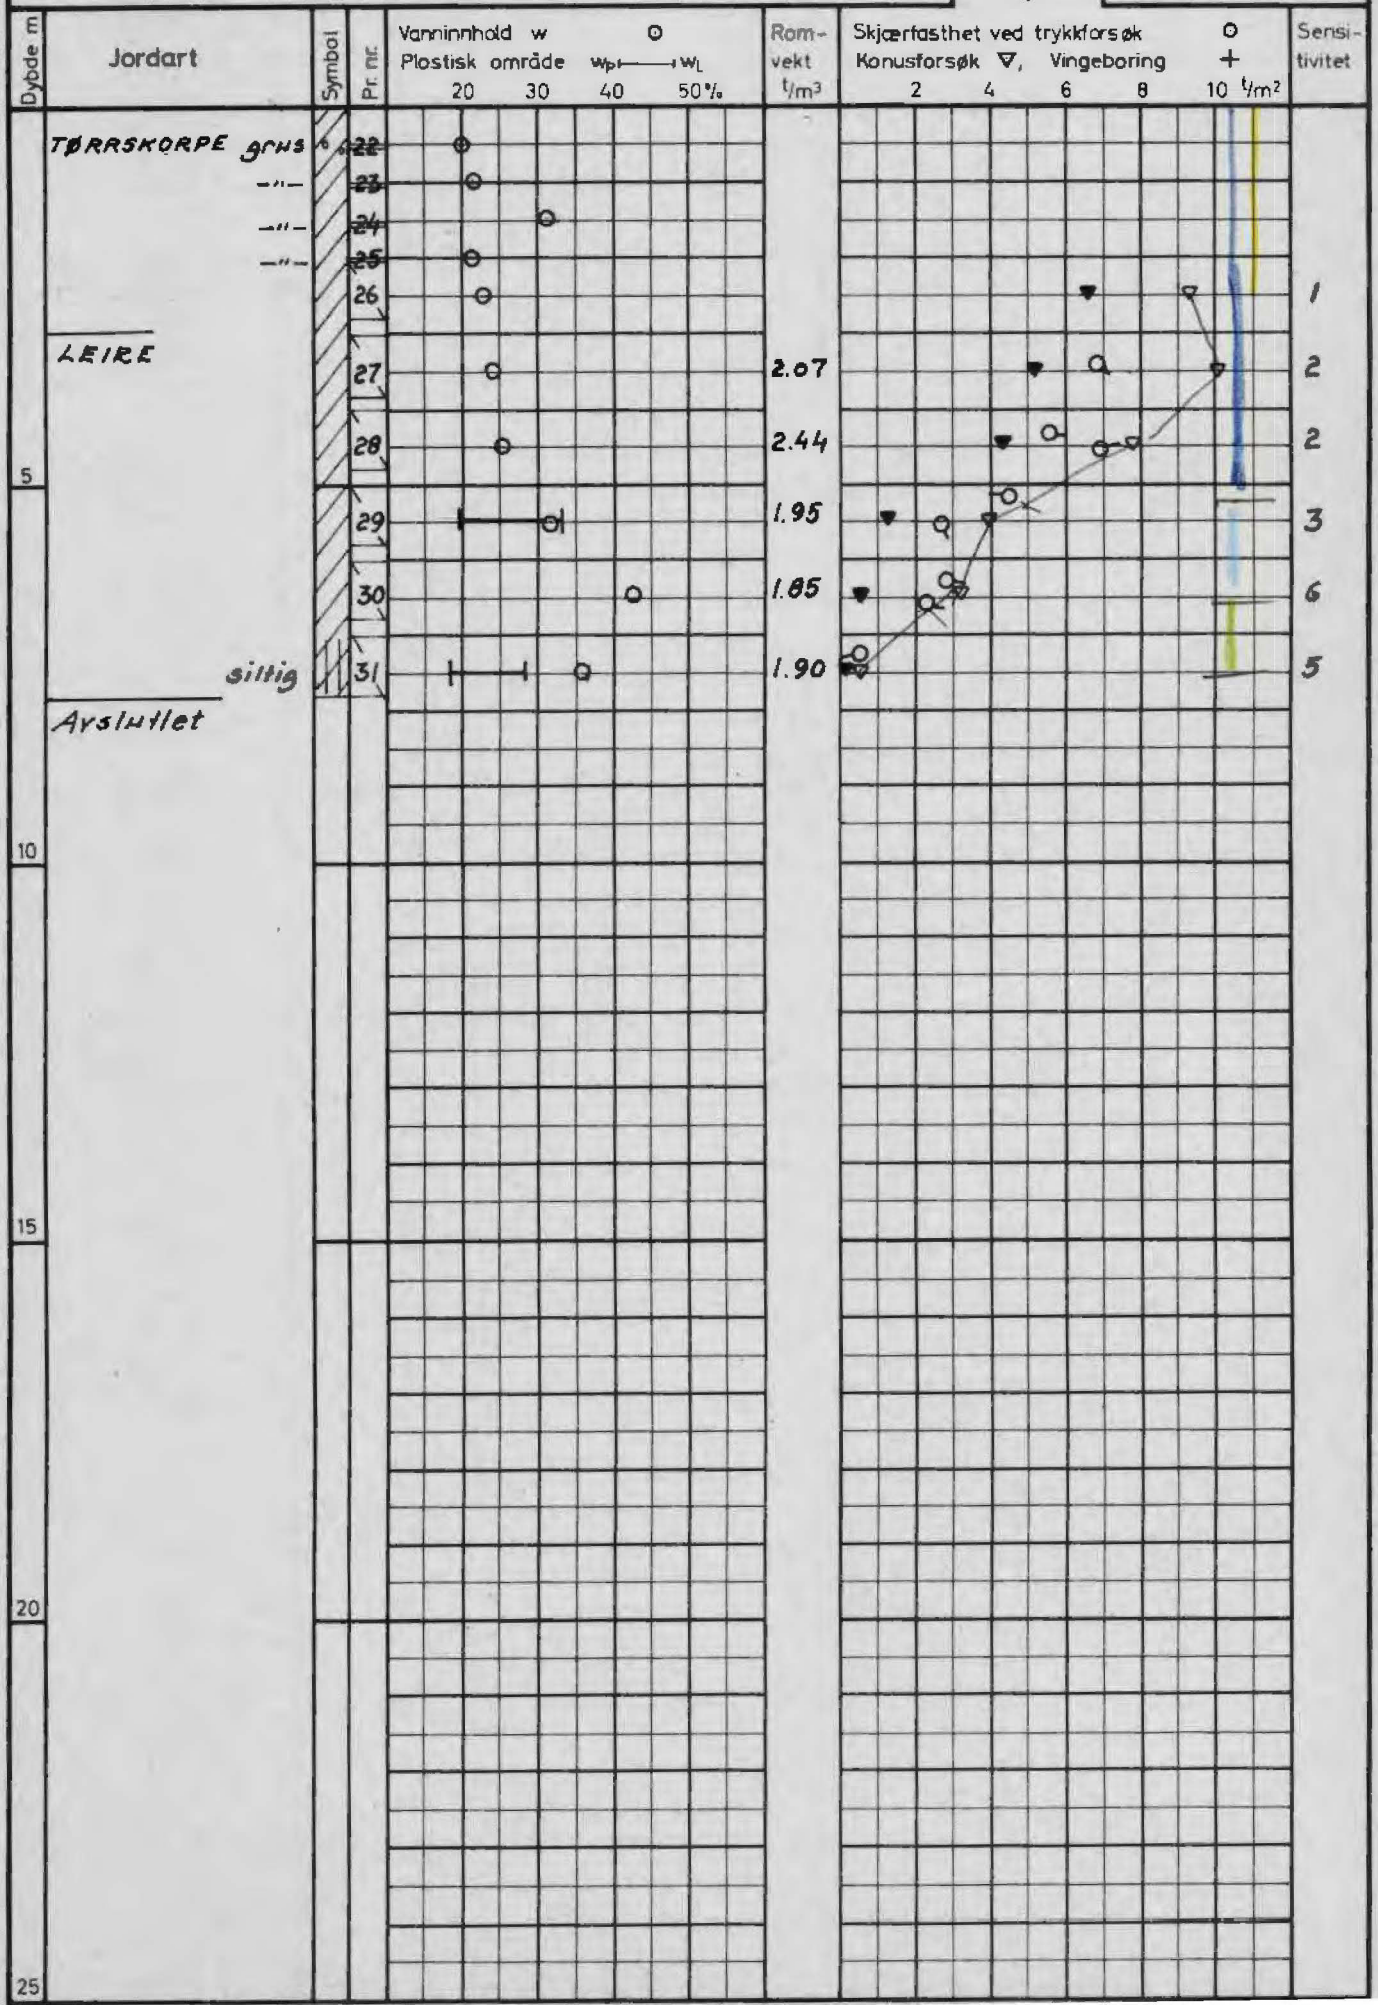 Dybde m
Jordart
Symbol
Pr. nr.
Vanninnhold w
Plastisk område wP wL
20 30 40 50%
Rom-
vekt
t/m³
Skjærfasthet ved trykkforsøk
Konusforsøk ▽, Vingeboring +
2 4 6 8 10 t/m²
Sensi-
tivitet
TØRRSKORPE grus 22
-"- 23
-"- 24
-"- 25
26 1
LEIRE
27 2.07 2
28 2.44 2
5
29 1.95 3
30 1.85 6
siltig 31 1.90 5
Avsluttet
10
15
20
25